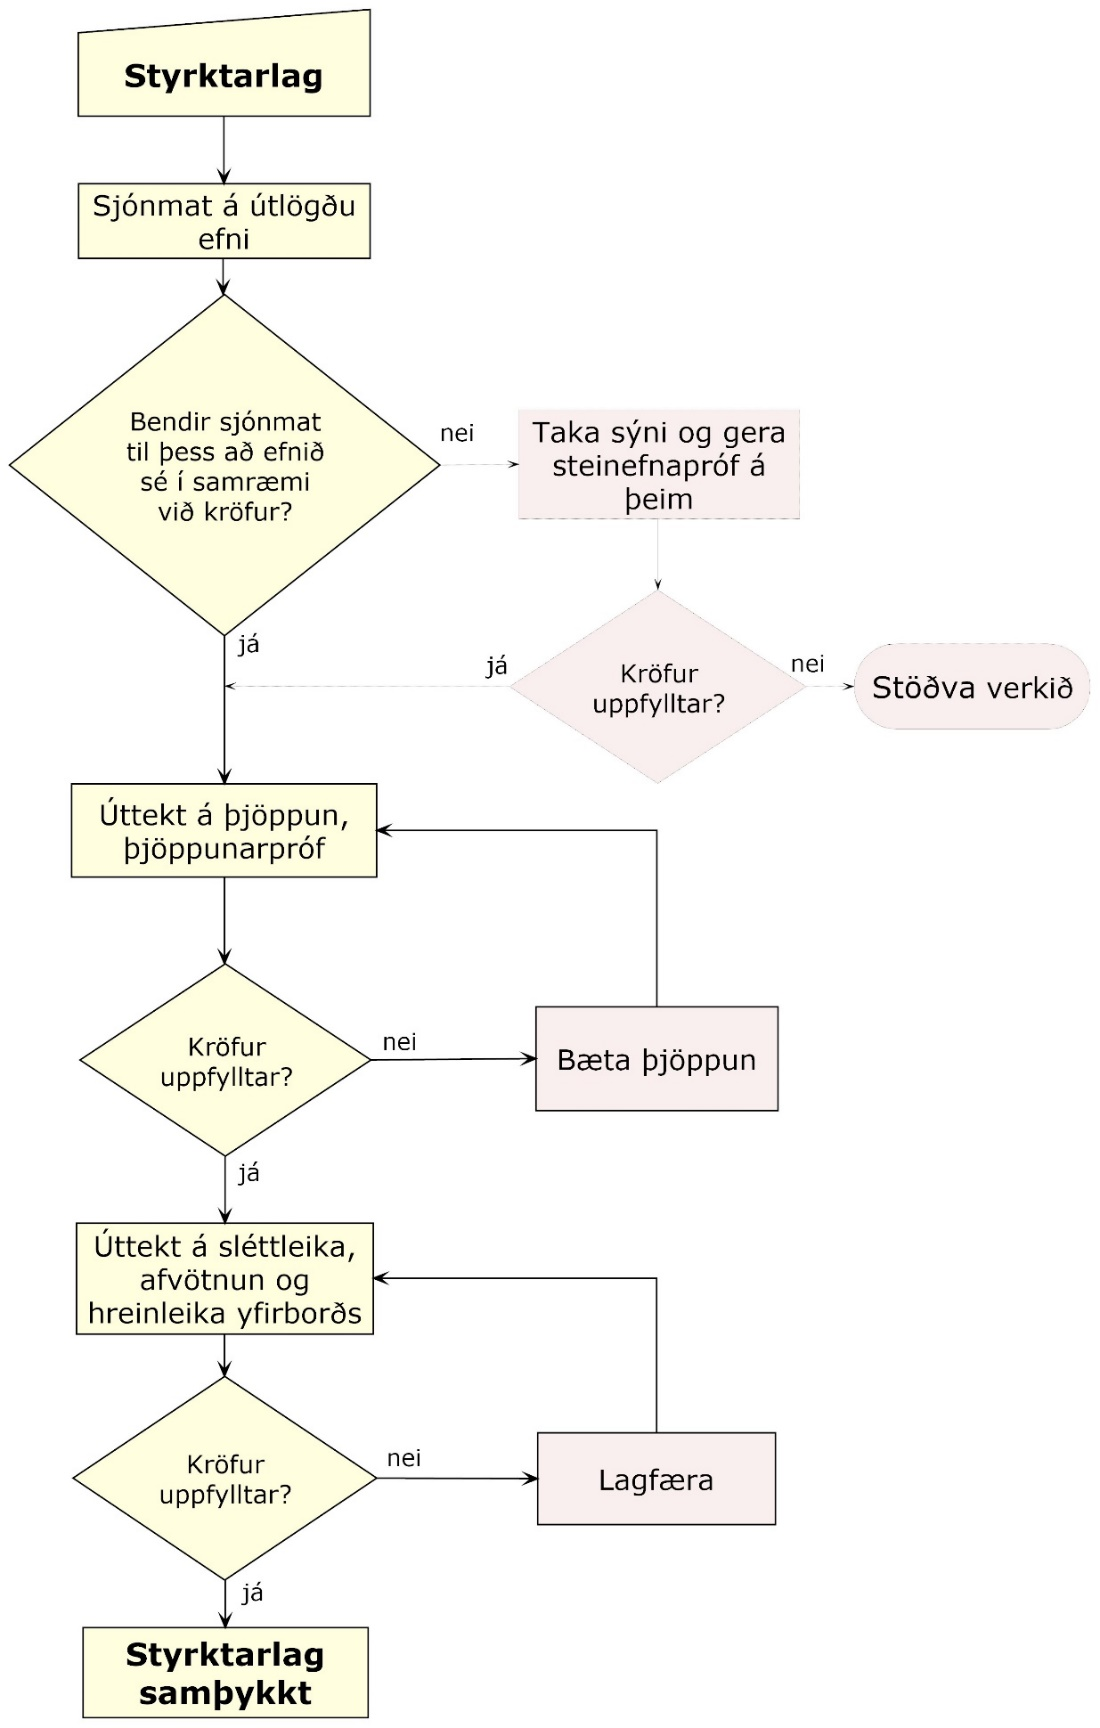 Styrktarlag
Sjónmat á útlögðu
efni
Bendir sjónmat
til þess að efnið
sé í samræmi
við kröfur?
nei
Taka sýni og gera
steinefnapróf á
þeim
já
já
Kröfur
uppfylltar?
nei
Stöðva verkið
Úttekt á þjöppun,
þjöppunarpróf
Kröfur
uppfylltar?
nei
Bæta þjöppun
já
Úttekt á sléttleika,
afvötnun og
hreinleika yfirborðs
Kröfur
uppfylltar?
nei
Lagfæra
já
Styrktarlag
samþykkt